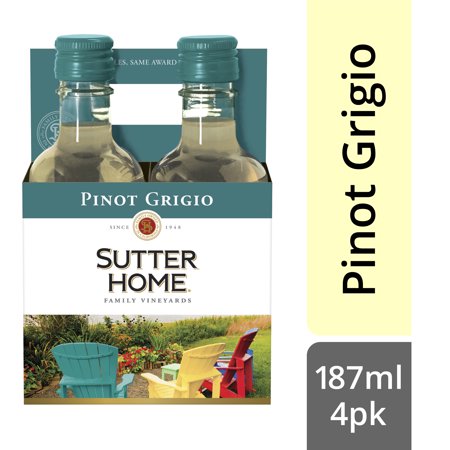 ES, SAME AWARD
PINOT GRIGIO
SINCE 1948
SUTTER
HOME
FAMILY VINEYARDS
Pinot Grigio
187ml
4pk